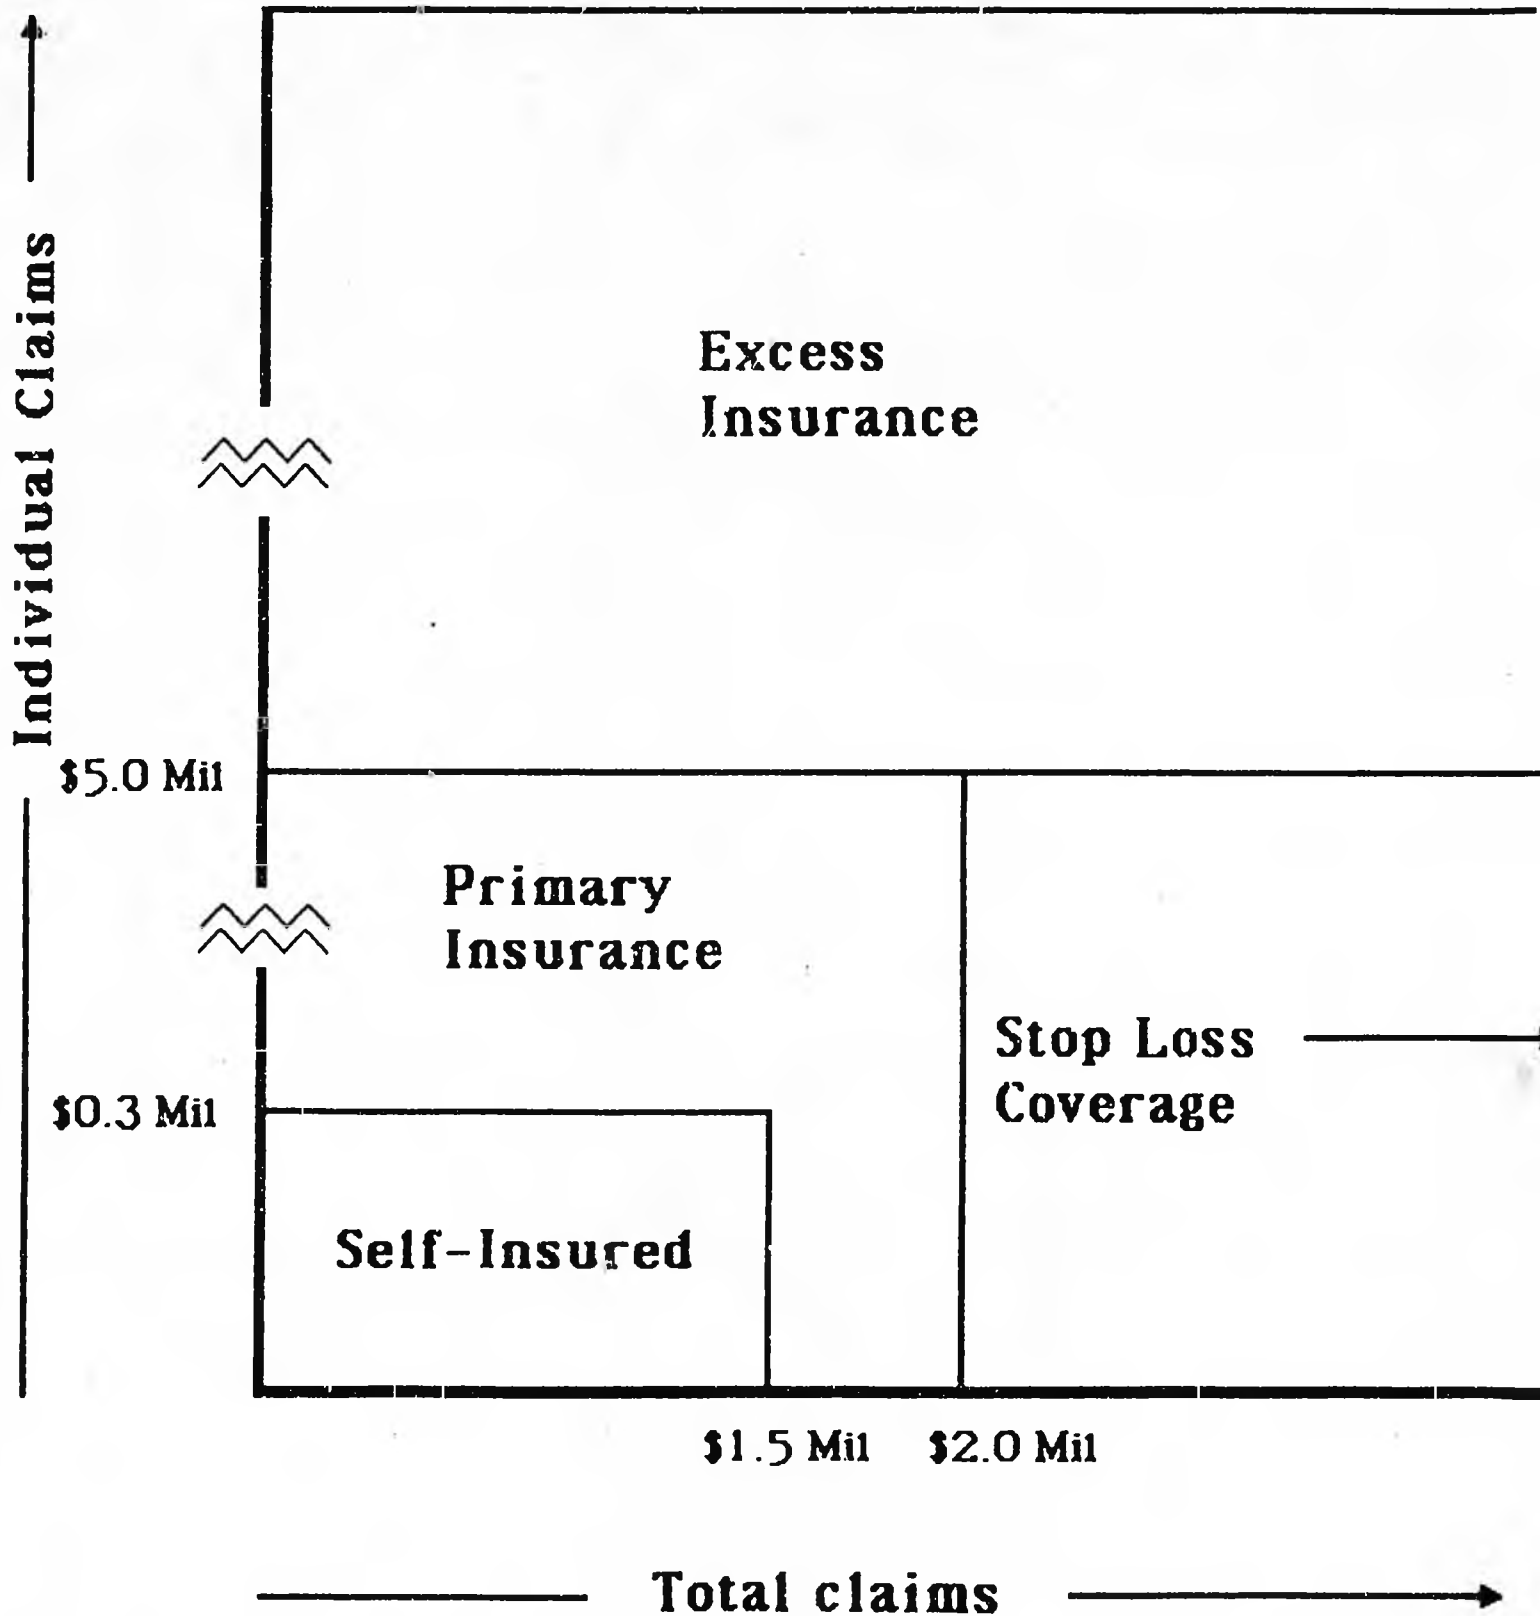 Individual Claims
Excess
Insurance
$5.0 Mil
Primary
Insurance
Stop Loss
Coverage
$0.3 Mil
Self-Insured
$1.5 Mil $2.0 Mil
Total claims